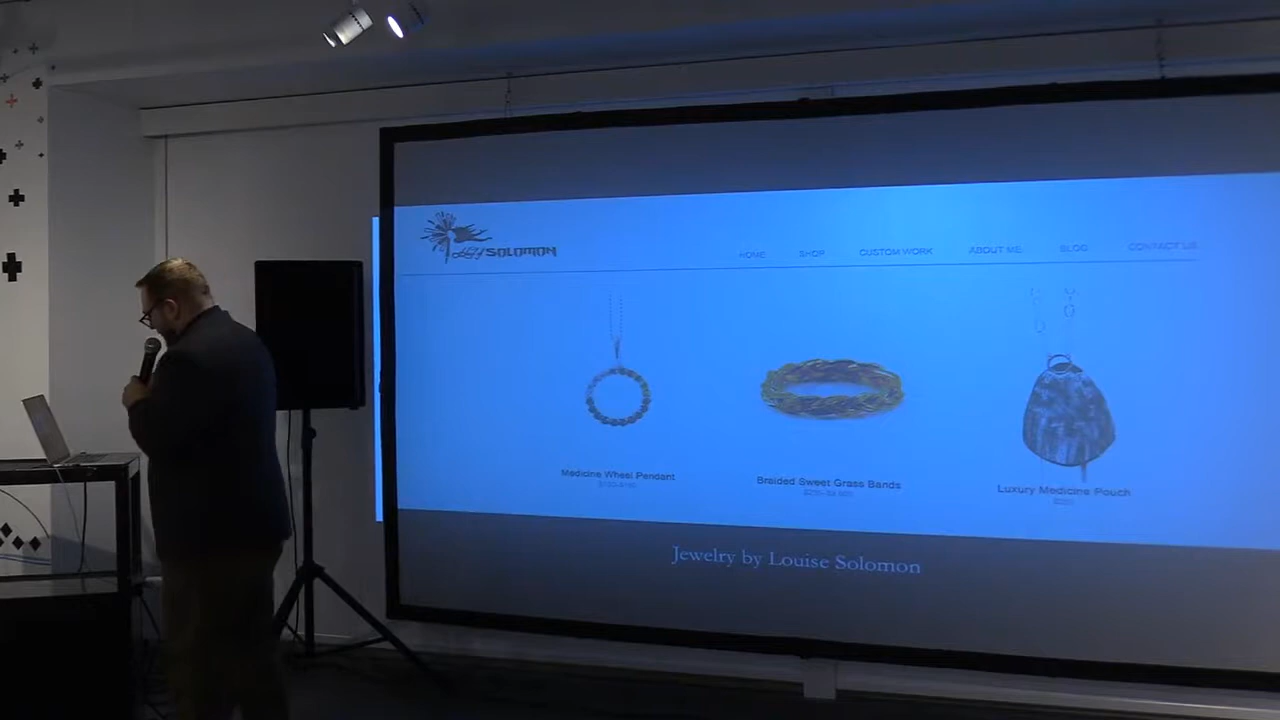 SOLOMON
HOME SHOP CUSTOM WORK ABOUT ME BLOG CONTACT US
Medicine Wheel Pendant
Braided Sweet Grass Bands
Luxury Medicine Pouch
Jewelry by Louise Solomon